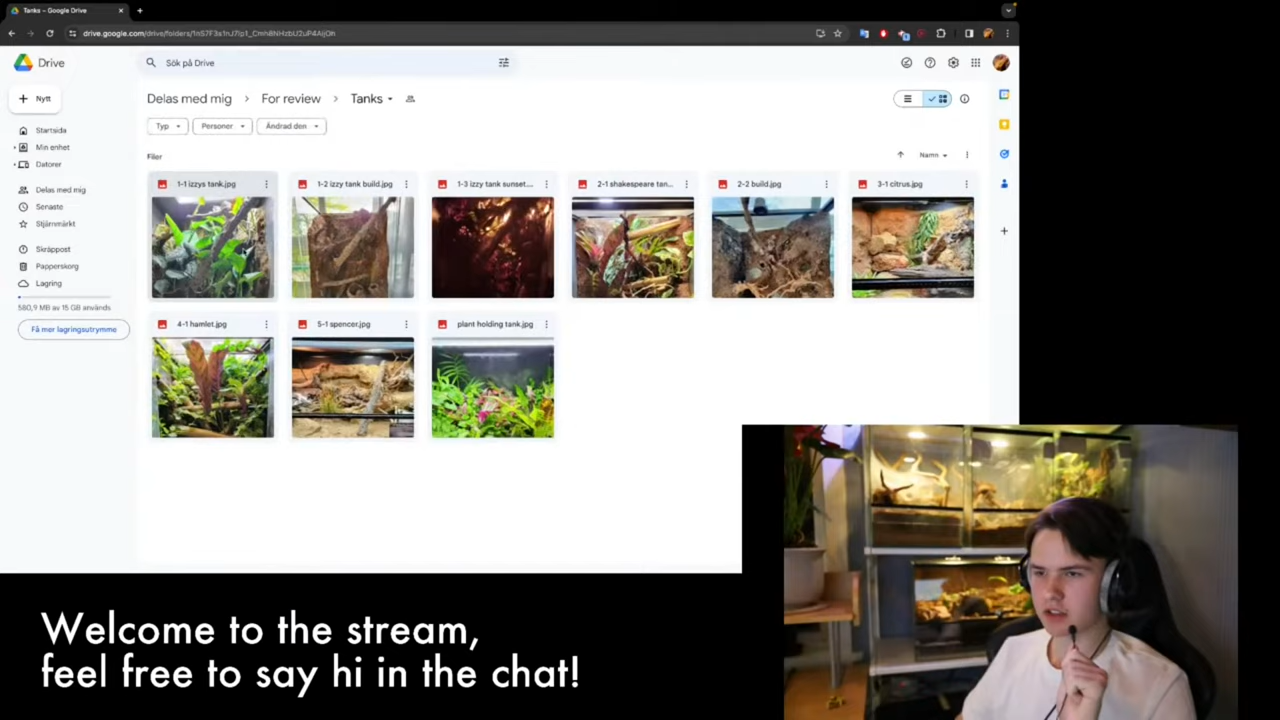 Tanks – Google Drive
drive.google.com/drive/folders/
Drive
Sök på Drive
Nytt
Delas med mig
For review
Tanks
Typ
Personer
Ändrad den
Startsida
Min enhet
Datorer
Delas med mig
Senaste
Stjärnmärkt
Skräppost
Papperskorg
Lagring
580,9 MB av 15 GB används
Få mer lagringsutrymme
Filer
Namn
1-1 izzys tank.jpg
1-2 izzy tank build.jpg
1-3 izzy tank sunset....
2-1 shakespeare tan...
2-2 build.jpg
3-1 citrus.jpg
4-1 hamlet.jpg
5-1 spencer.jpg
plant holding tank.jpg
Welcome to the stream,
feel free to say hi in the chat!